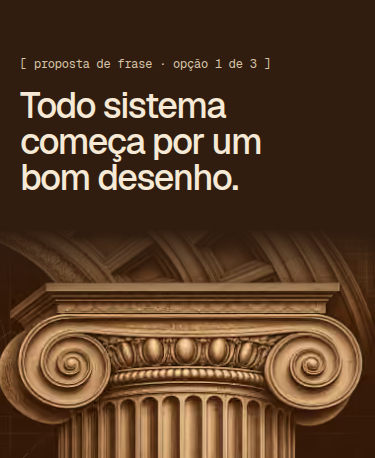 [ proposta de frase · opção 1 de 3 ]
Todo sistema
começa por um
bom desenho.